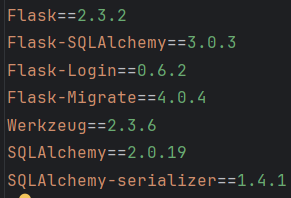 Flask==2.3.2
Flask-SQLAlchemy==3.0.3
Flask-Login==0.6.2
Flask-Migrate==4.0.4
Werkzeug==2.3.6
SQLAlchemy==2.0.19
SQLAlchemy-serializer==1.4.1